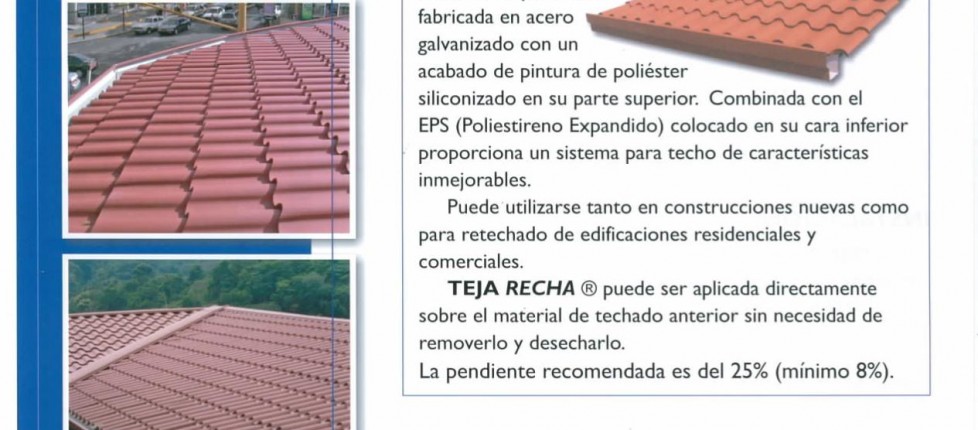 fabricada en acero
galvanizado con un
acabado de pintura de poliéster
siliconizado en su parte superior. Combinada con el
EPS (Poliestireno Expandido) colocado en su cara inferior
proporciona un sistema para techo de características
inmejorables.
Puede utilizarse tanto en construcciones nuevas como
para retechado de edificaciones residenciales y
comerciales.
TEJA RECHA ® puede ser aplicada directamente
sobre el material de techado anterior sin necesidad de
removerlo y desecharlo.
La pendiente recomendada es del 25% (mínimo 8%).